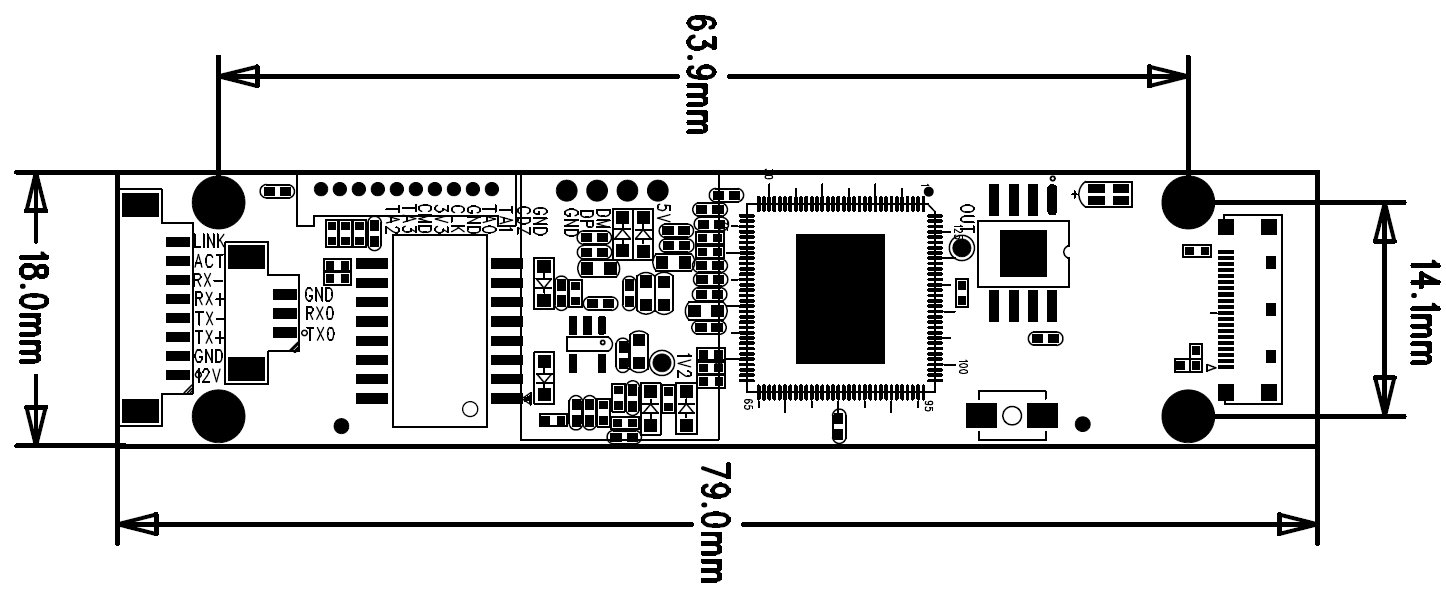 63.9mm
18.0mm
14.1mm
79.0mm
LINK
ACT
RX-
RX+
TX-
TX+
GND
12V
GND
RX0
TX0
TA2
TA3
CMD
3V3
CLK
GND
TA0
TA1
CDZ
GND
GND
DP
DM
5V
1V2
OUT
1
65
95
100